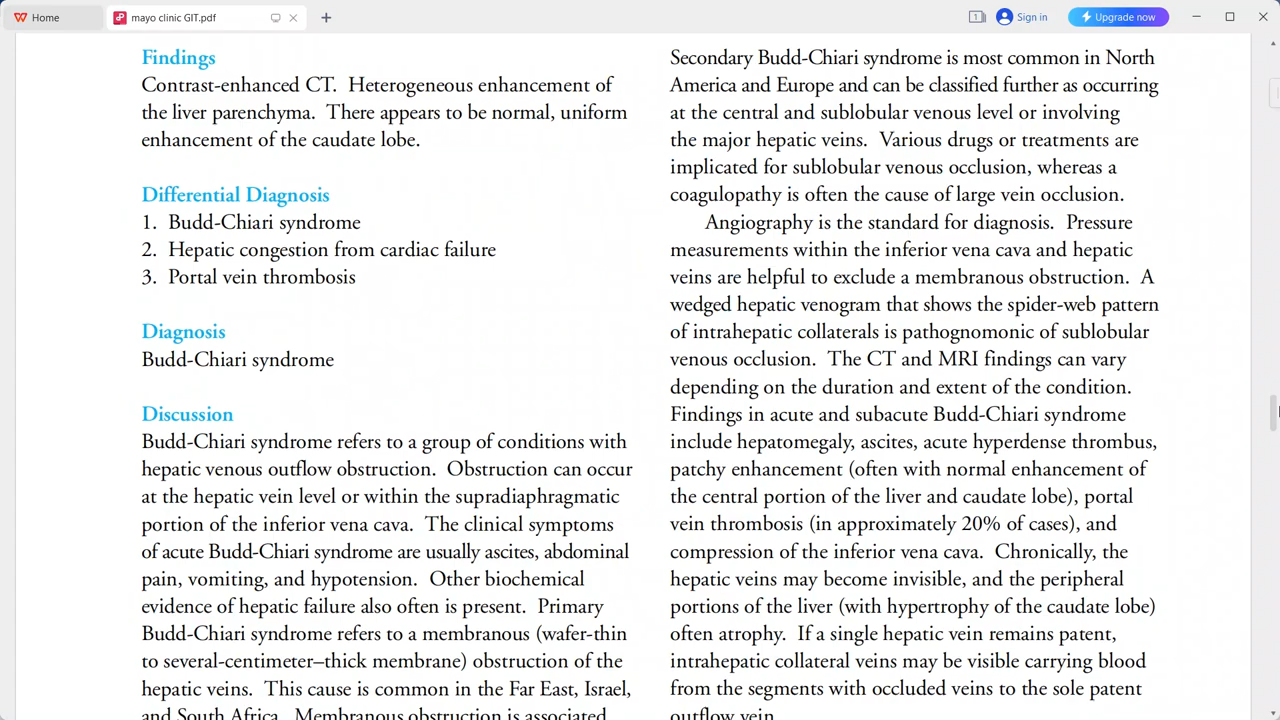 Home
mayo clinic GIT.pdf
1
Sign in
Upgrade now
Findings
Contrast-enhanced CT.  Heterogeneous enhancement of
the liver parenchyma.  There appears to be normal, uniform
enhancement of the caudate lobe.
Differential Diagnosis
1.  Budd-Chiari syndrome
2.  Hepatic congestion from cardiac failure
3.  Portal vein thrombosis
Diagnosis
Budd-Chiari syndrome
Discussion
Budd-Chiari syndrome refers to a group of conditions with
hepatic venous outflow obstruction.  Obstruction can occur
at the hepatic vein level or within the supradiaphragmatic
portion of the inferior vena cava.  The clinical symptoms
of acute Budd-Chiari syndrome are usually ascites, abdominal
pain, vomiting, and hypotension.  Other biochemical
evidence of hepatic failure also often is present.  Primary
Budd-Chiari syndrome refers to a membranous (wafer-thin
to several-centimeter–thick membrane) obstruction of the
hepatic veins.  This cause is common in the Far East, Israel,
and South Africa.  Membranous obstruction is associated
Secondary Budd-Chiari syndrome is most common in North
America and Europe and can be classified further as occurring
at the central and sublobular venous level or involving
the major hepatic veins.  Various drugs or treatments are
implicated for sublobular venous occlusion, whereas a
coagulopathy is often the cause of large vein occlusion.
Angiography is the standard for diagnosis.  Pressure
measurements within the inferior vena cava and hepatic
veins are helpful to exclude a membranous obstruction.  A
wedged hepatic venogram that shows the spider-web pattern
of intrahepatic collaterals is pathognomonic of sublobular
venous occlusion.  The CT and MRI findings can vary
depending on the duration and extent of the condition.
Findings in acute and subacute Budd-Chiari syndrome
include hepatomegaly, ascites, acute hyperdense thrombus,
patchy enhancement (often with normal enhancement of
the central portion of the liver and caudate lobe), portal
vein thrombosis (in approximately 20% of cases), and
compression of the inferior vena cava.  Chronically, the
hepatic veins may become invisible, and the peripheral
portions of the liver (with hypertrophy of the caudate lobe)
often atrophy.  If a single hepatic vein remains patent,
intrahepatic collateral veins may be visible carrying blood
from the segments with occluded veins to the sole patent
outflow vein.